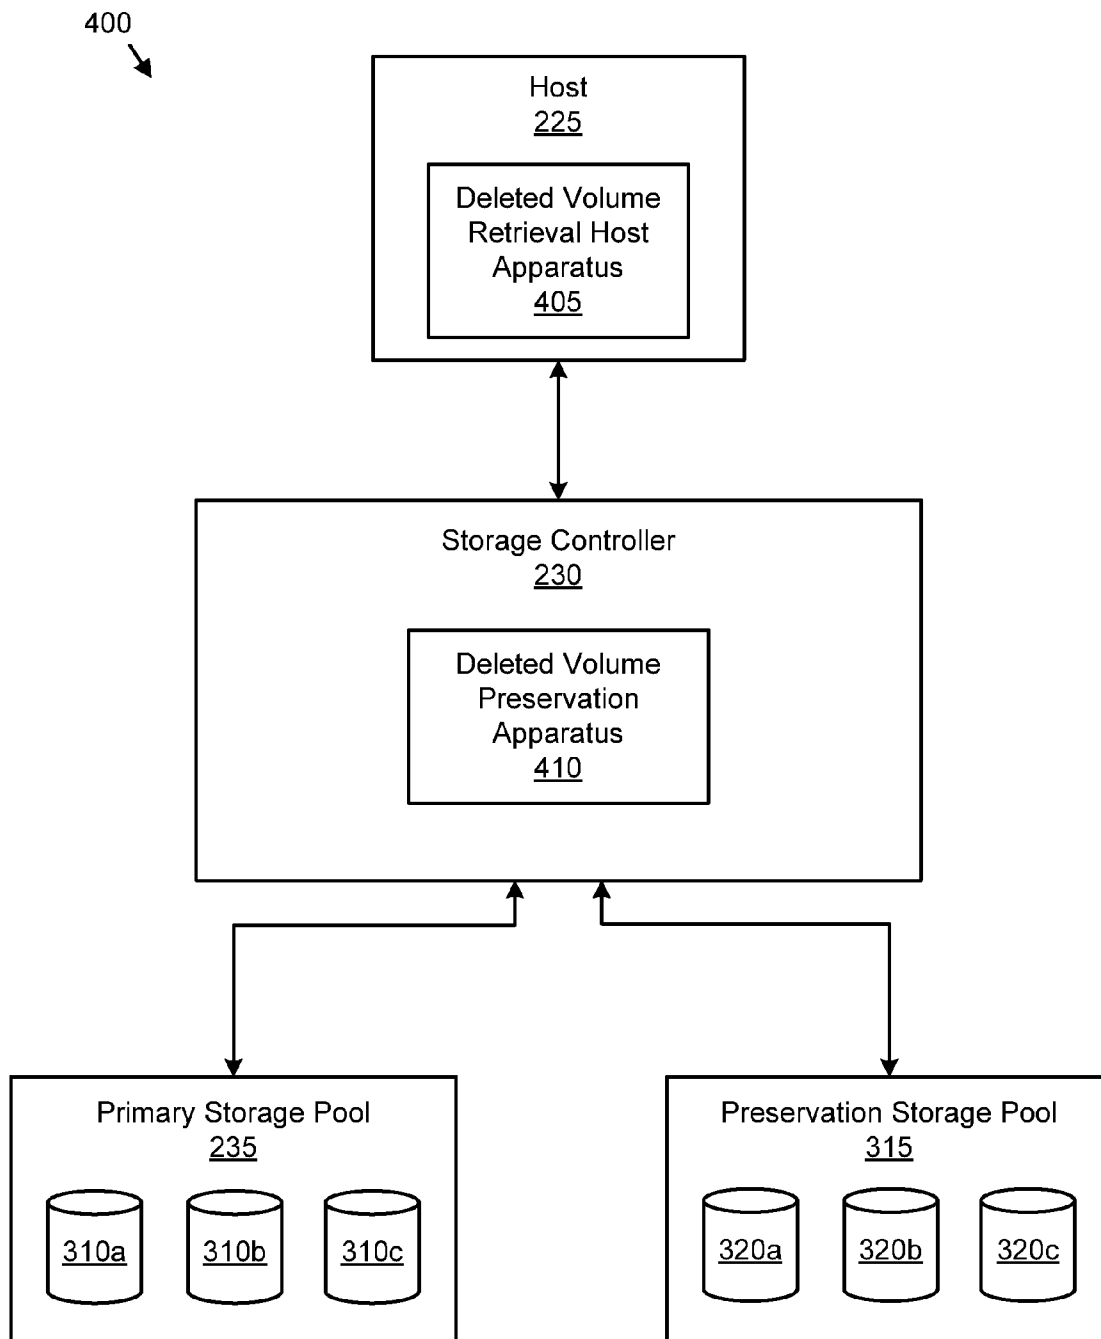 400
Host
225
Deleted Volume
Retrieval Host
Apparatus
405
Storage Controller
230
Deleted Volume
Preservation
Apparatus
410
Primary Storage Pool
235
310a 310b 310c
Preservation Storage Pool
315
320a 320b 320c